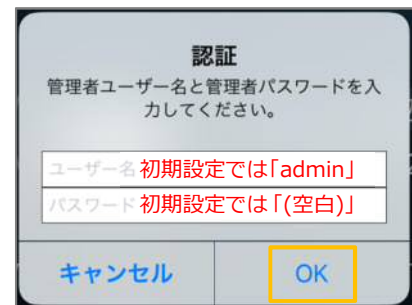 認証
管理者ユーザー名と管理者パスワードを入
力してください。
ユーザー名 初期設定では「admin」
パスワード 初期設定では「(空白)」
キャンセル OK